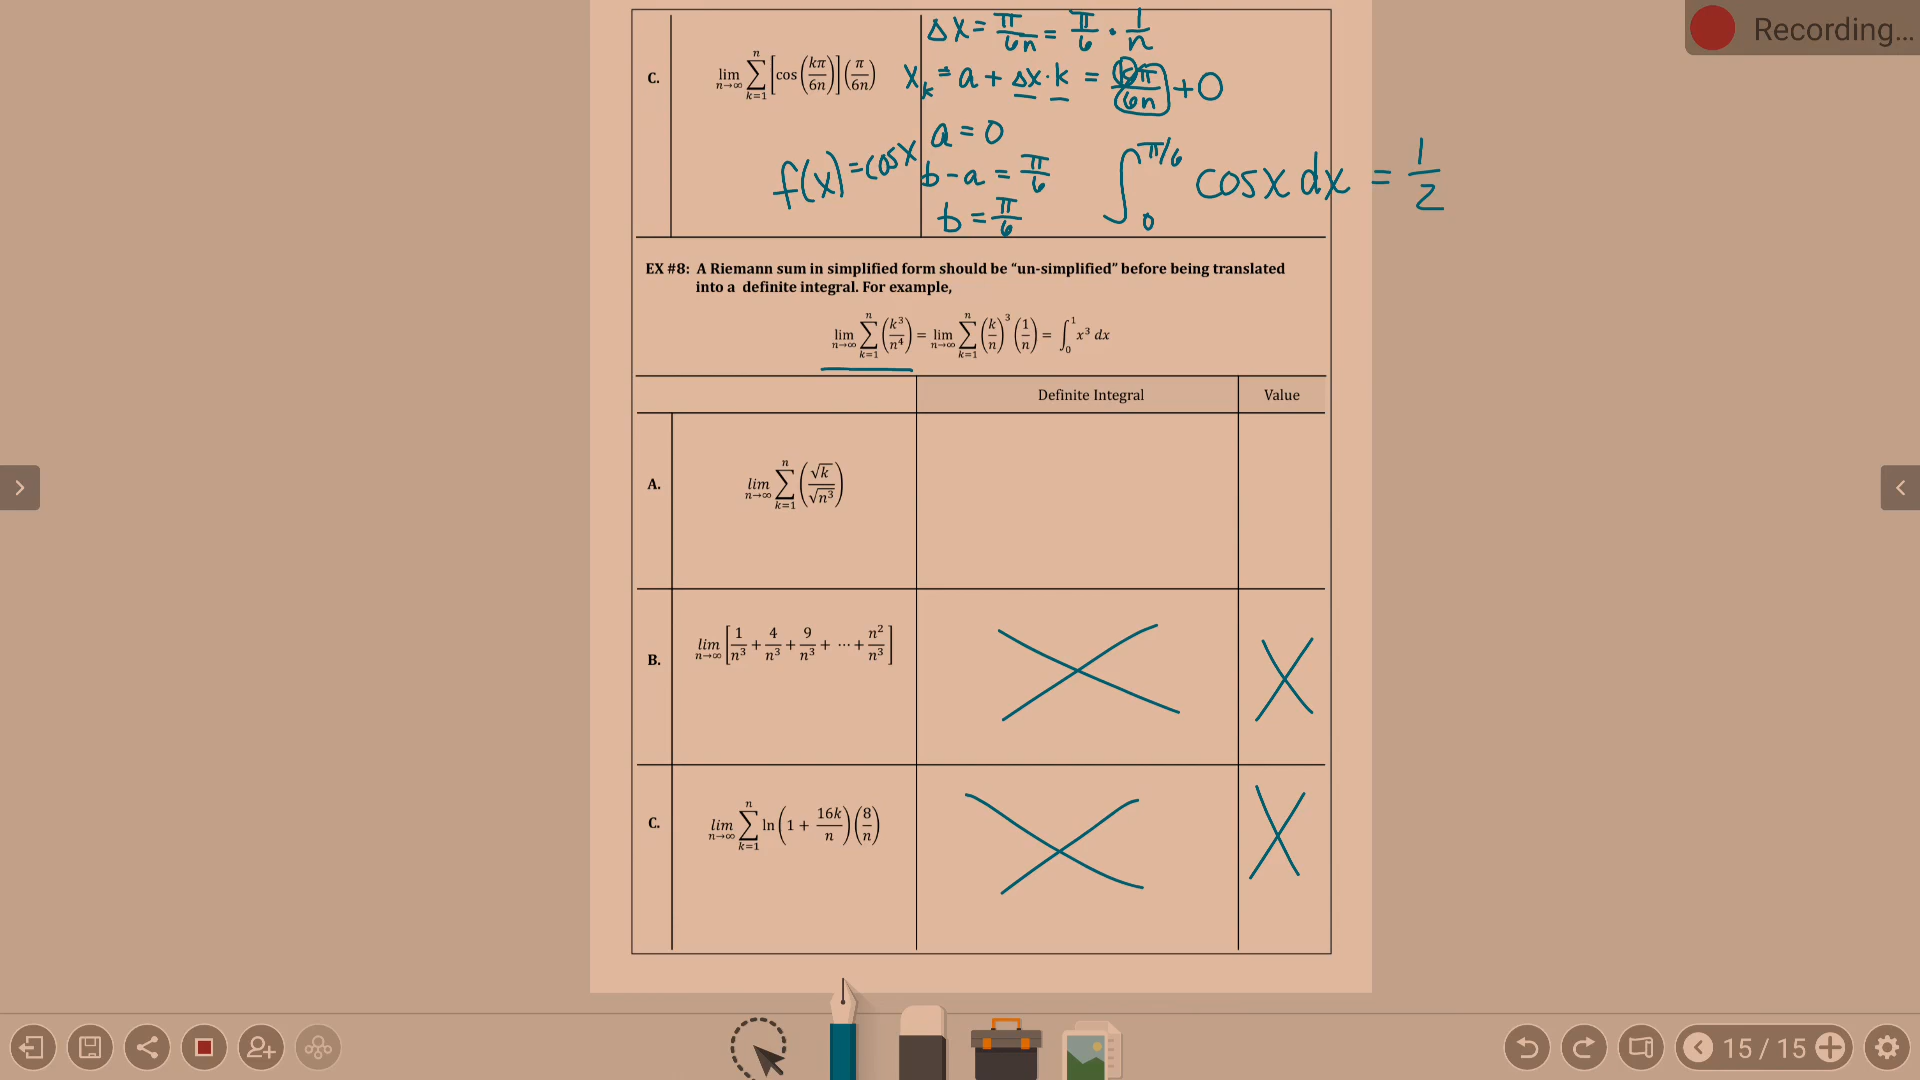 Recording...
C. lim n→∞ ∑ k=1 n [cos (kπ/6n)] (π/6n)
Δx = π/6n = π/6 · 1/n
x_k = a + Δx·k = kπ/6n + 0
a = 0
f(x) = cos x
b - a = π/6
b = π/6
∫₀^π/6 cos x dx = 1/2
EX #8: A Riemann sum in simplified form should be “un-simplified” before being translated
into a definite integral. For example,
lim n→∞ ∑ k=1 n (k³/n⁴) = lim n→∞ ∑ k=1 n (k/n)³ (1/n) = ∫₀¹ x³ dx
Definite Integral Value
A. lim n→∞ ∑ k=1 n (√k/√n³)
B. lim n→∞ [1/n³ + 4/n³ + 9/n³ + ⋯ + n²/n³]
C. lim n→∞ ∑ k=1 n ln (1 + 16k/n) (8/n)
15 / 15